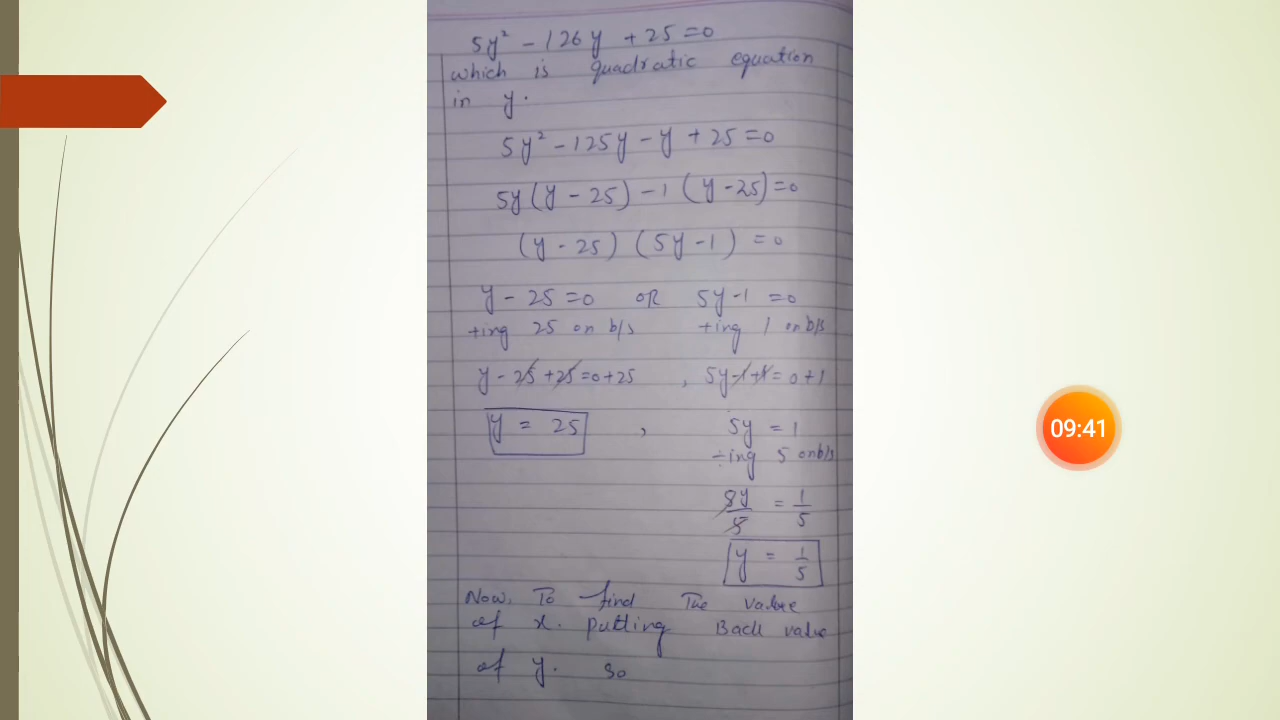 5y² - 126y + 25 = 0
which is quadratic equation
in y.
5y² - 125y - y + 25 = 0
5y(y - 25) - 1 (y - 25) = 0
(y - 25) (5y - 1) = 0
y - 25 = 0 OR 5y - 1 = 0
+ing 25 on b/s +ing 1 on b/s
y - 25 + 25 = 0 + 25 , 5y - 1 + 1 = 0 + 1
y = 25 , 5y = 1
÷ing 5 on b/s
5y/5 = 1/5
y = 1/5
Now, To find The value
of x. putting Back value
of y. so
09:41